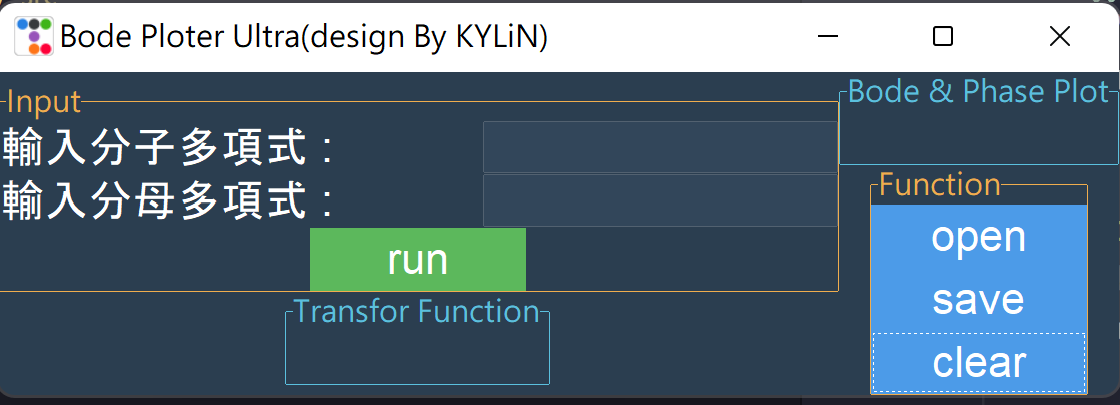 Bode Ploter Ultra(design By KYLiN)
Input
輸入分子多項式：
輸入分母多項式：
run
Transfor Function
Bode & Phase Plot
Function
open
save
clear